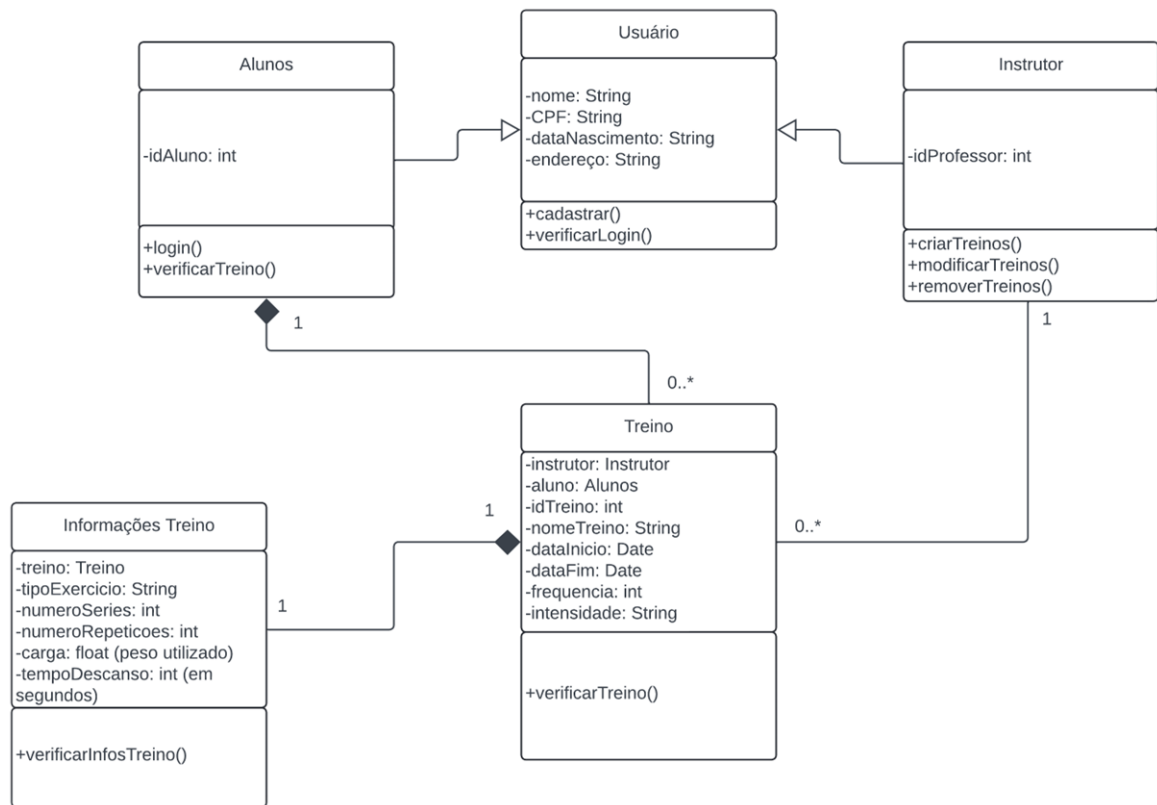 Alunos
-idAluno: int
+login()
+verificarTreino()
Usuário
-nome: String
-CPF: String
-dataNascimento: String
-endereço: String
+cadastrar()
+verificarLogin()
Instrutor
-idProfessor: int
+criarTreinos()
+modificarTreinos()
+removerTreinos()
1
0..*
1
0..*
Treino
-instrutor: Instrutor
-aluno: Alunos
-idTreino: int
-nomeTreino: String
-dataInicio: Date
-dataFim: Date
-frequência: int
-intensidade: String
+verificarTreino()
1
1
Informações Treino
-treino: Treino
-tipoExercicio: String
-numeroSeries: int
-numeroRepeticoes: int
-carga: float (peso utilizado)
-tempoDescanso: int (em
segundos)
+verificarInfosTreino()